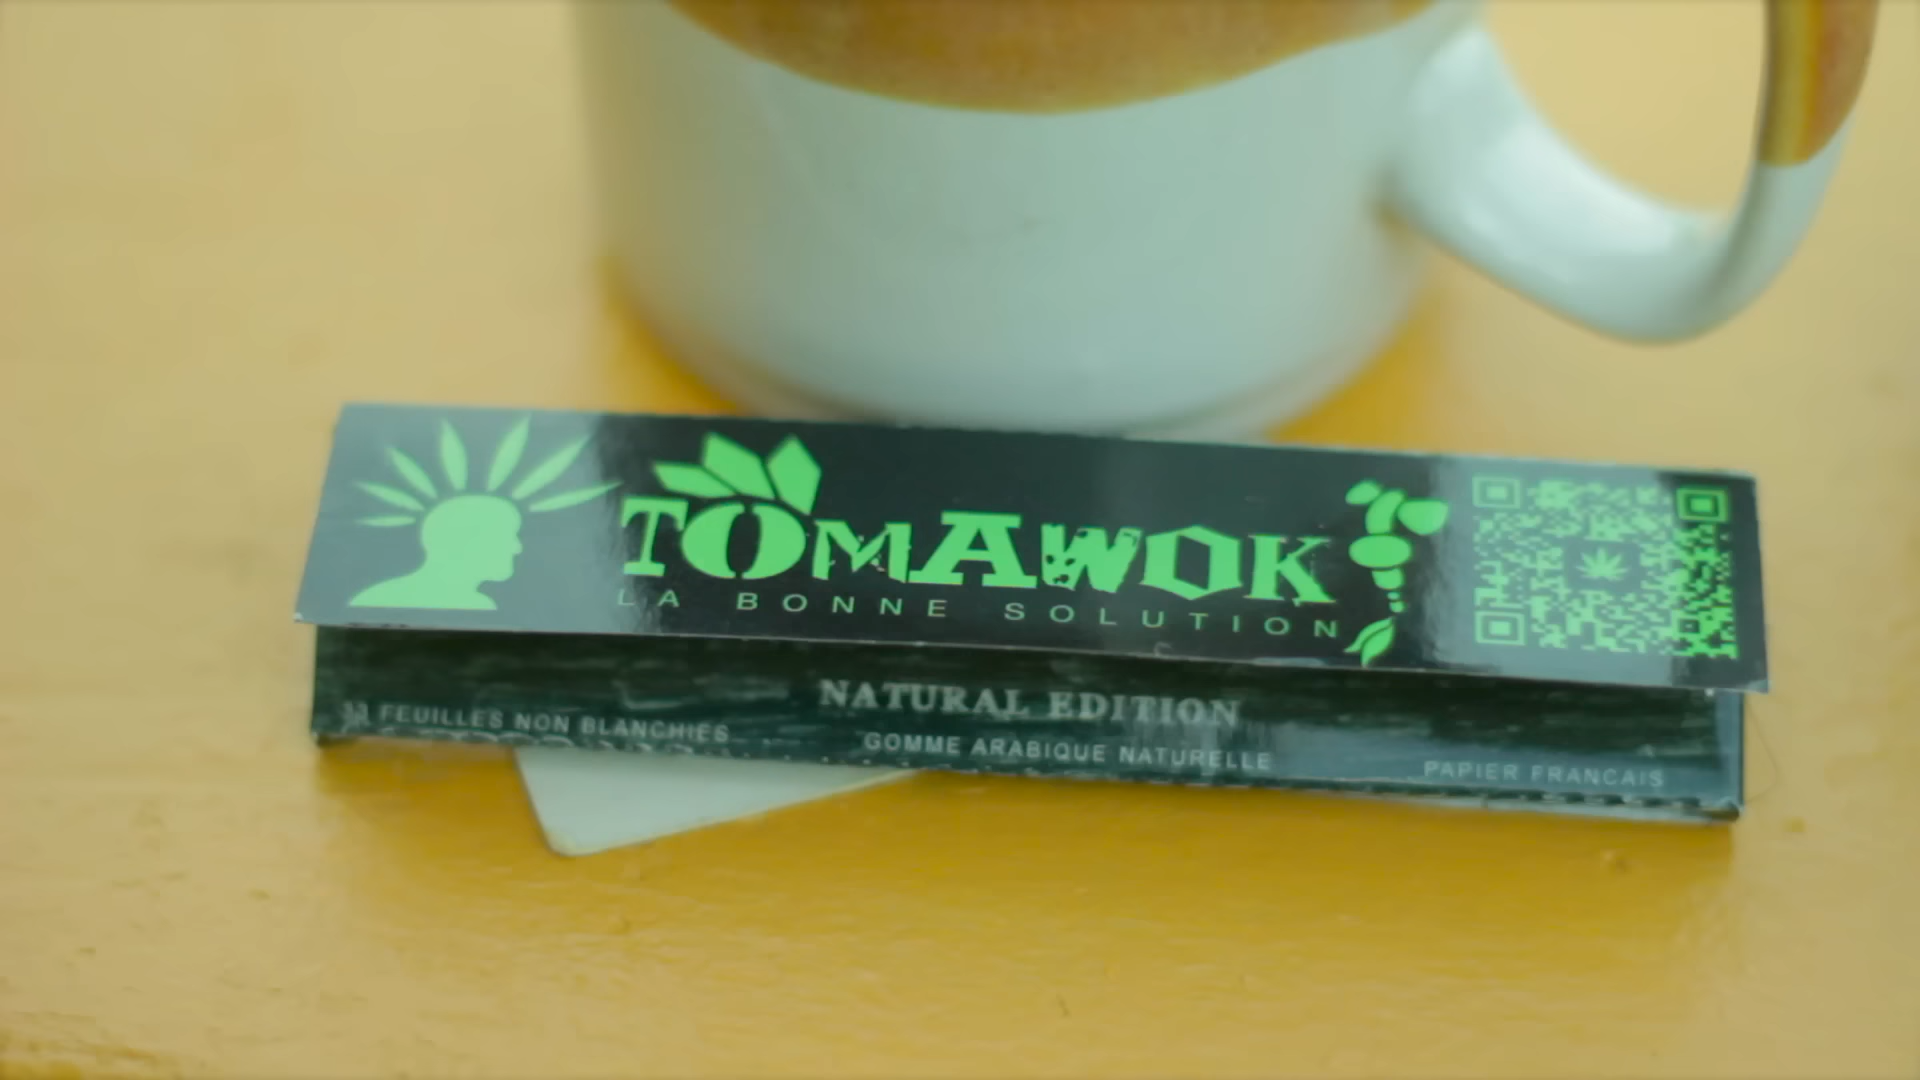 TOMAWOK
LA BONNE SOLUTION
NATURAL EDITION
FEUILLES NON BLANCHIES
GOMME ARABIQUE NATURELLE
PAPIER FRANCAIS